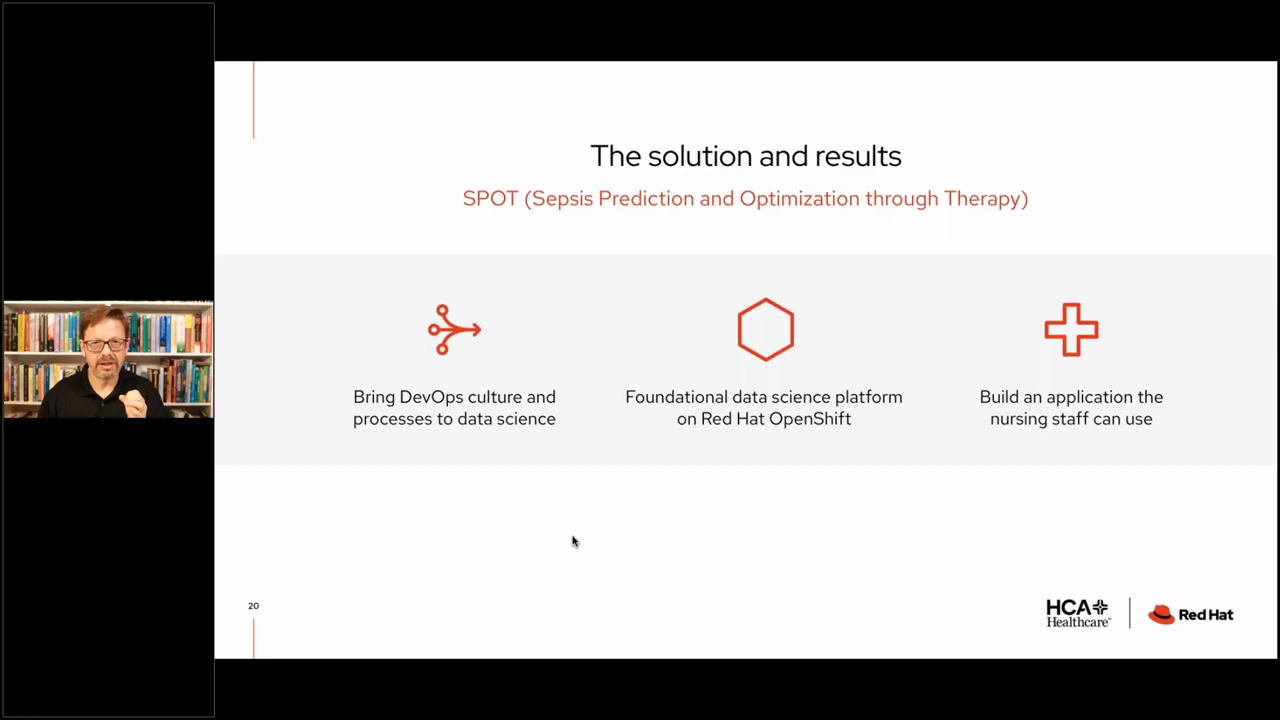 The solution and results
SPOT (Sepsis Prediction and Optimization through Therapy)
Bring DevOps culture and
processes to data science
Foundational data science platform
on Red Hat OpenShift
Build an application the
nursing staff can use
20
HCA
Healthcare
Red Hat